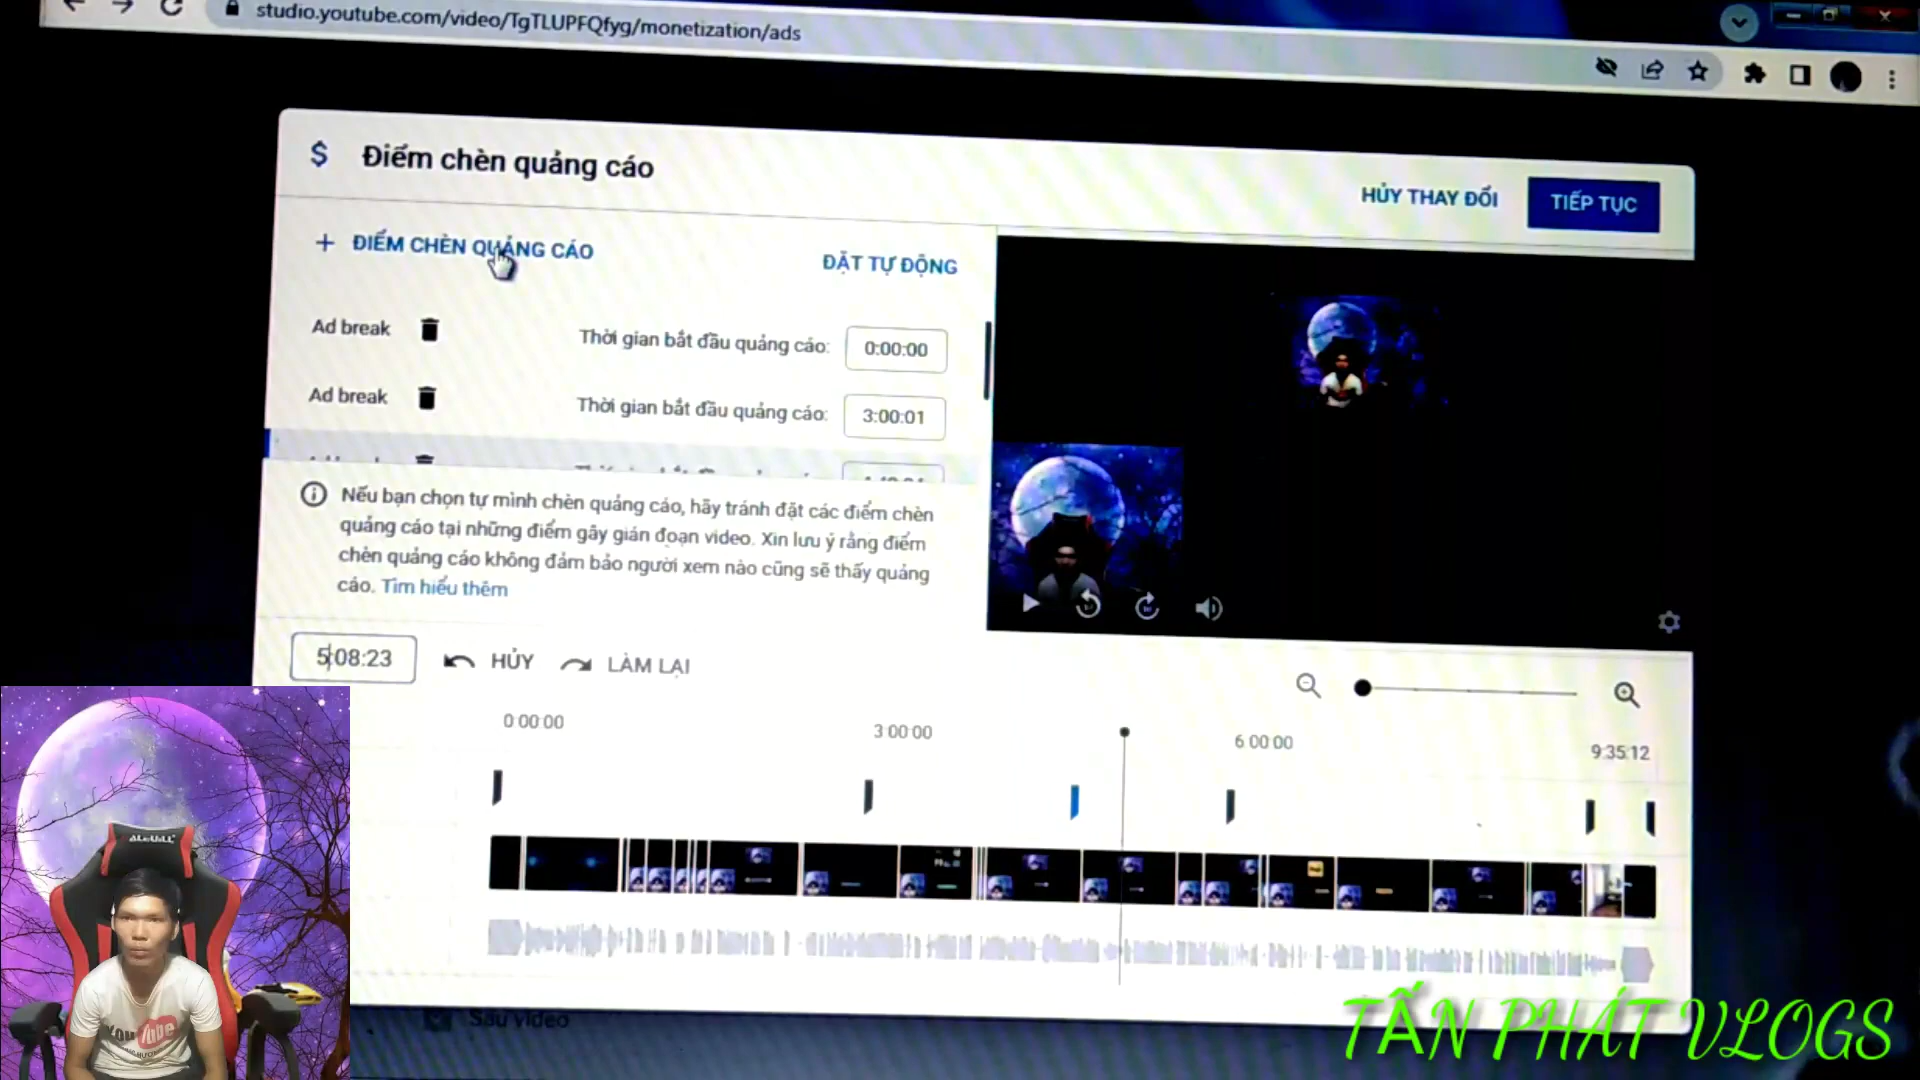 studio.youtube.com/video/TgTLUPFQfyg/monetization/ads
$ Điểm chèn quảng cáo
HỦY THAY ĐỔI
TIẾP TỤC
+ ĐIỂM CHÈN QUẢNG CÁO
ĐẶT TỰ ĐỘNG
Ad break
Thời gian bắt đầu quảng cáo:
0:00:00
Ad break
Thời gian bắt đầu quảng cáo:
3:00:01
Nếu bạn chọn tự mình chèn quảng cáo, hãy tránh đặt các điểm chèn
quảng cáo tại những điểm gây gián đoạn video. Xin lưu ý rằng điểm
chèn quảng cáo không đảm bảo người xem nào cũng sẽ thấy quảng
cáo. Tìm hiểu thêm
5:08:23
HỦY
LÀM LẠI
0:00:00
3:00:00
6:00:00
9:35:12
Sau video
You Tube
TẤN PHÁT VLOGS